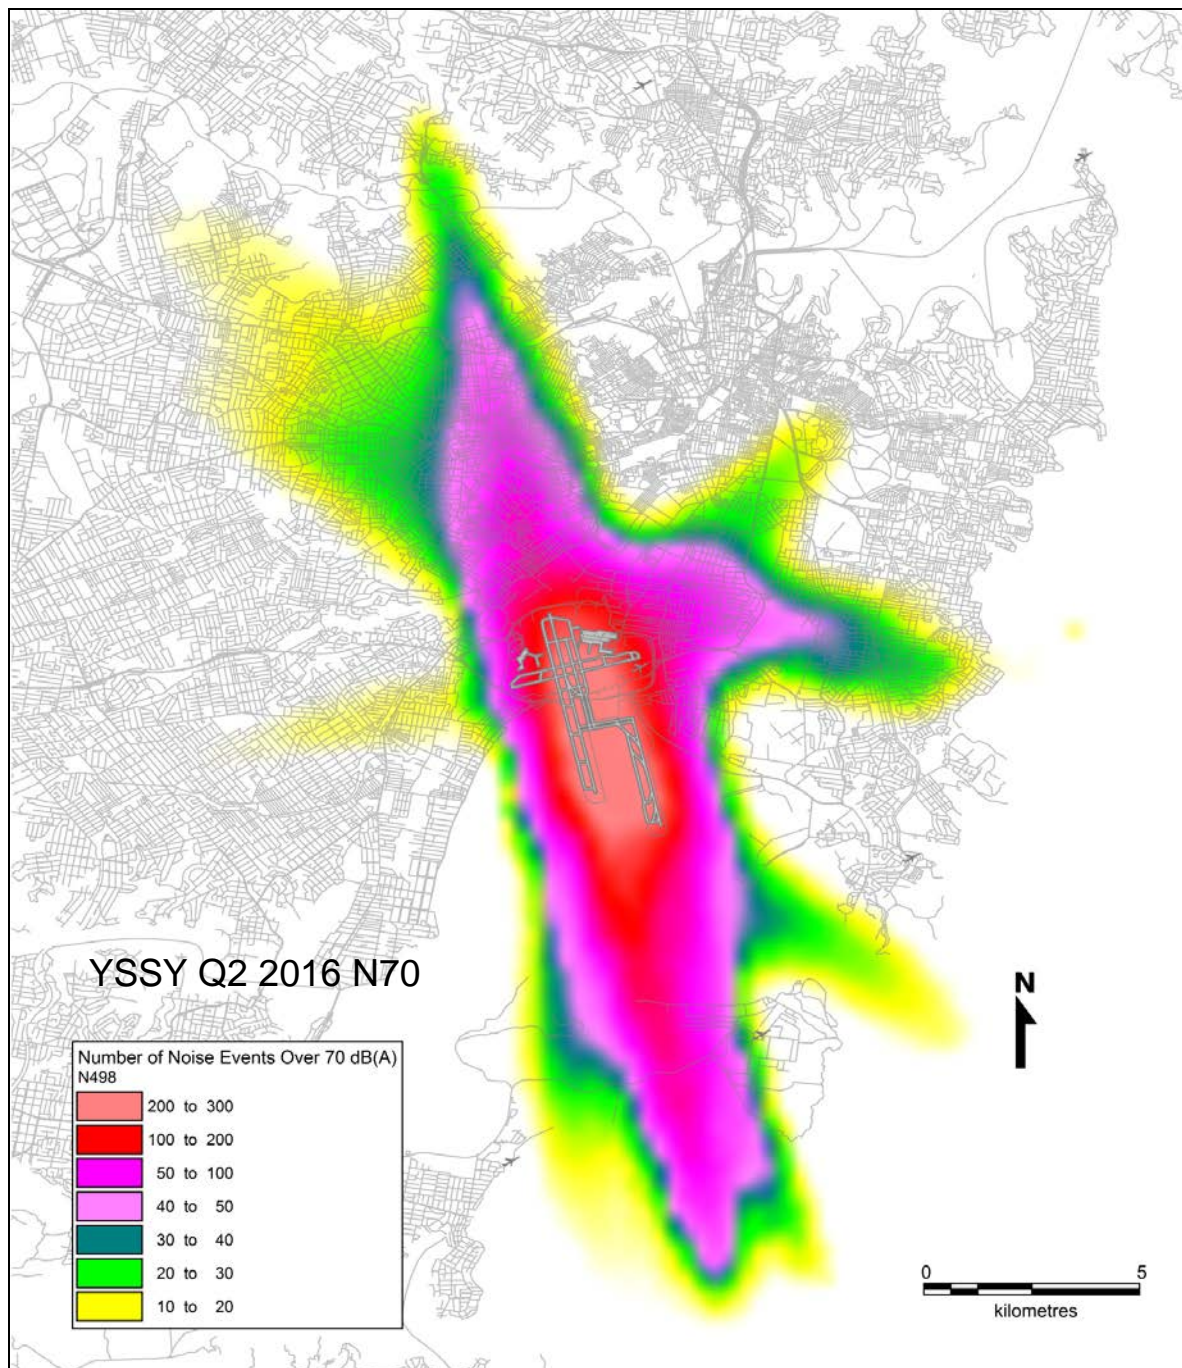 YSSY Q2 2016 N70
N
Number of Noise Events Over 70 dB(A)
N498
200 to 300
100 to 200
50 to 100
40 to 50
30 to 40
20 to 30
10 to 20
0 5
kilometres